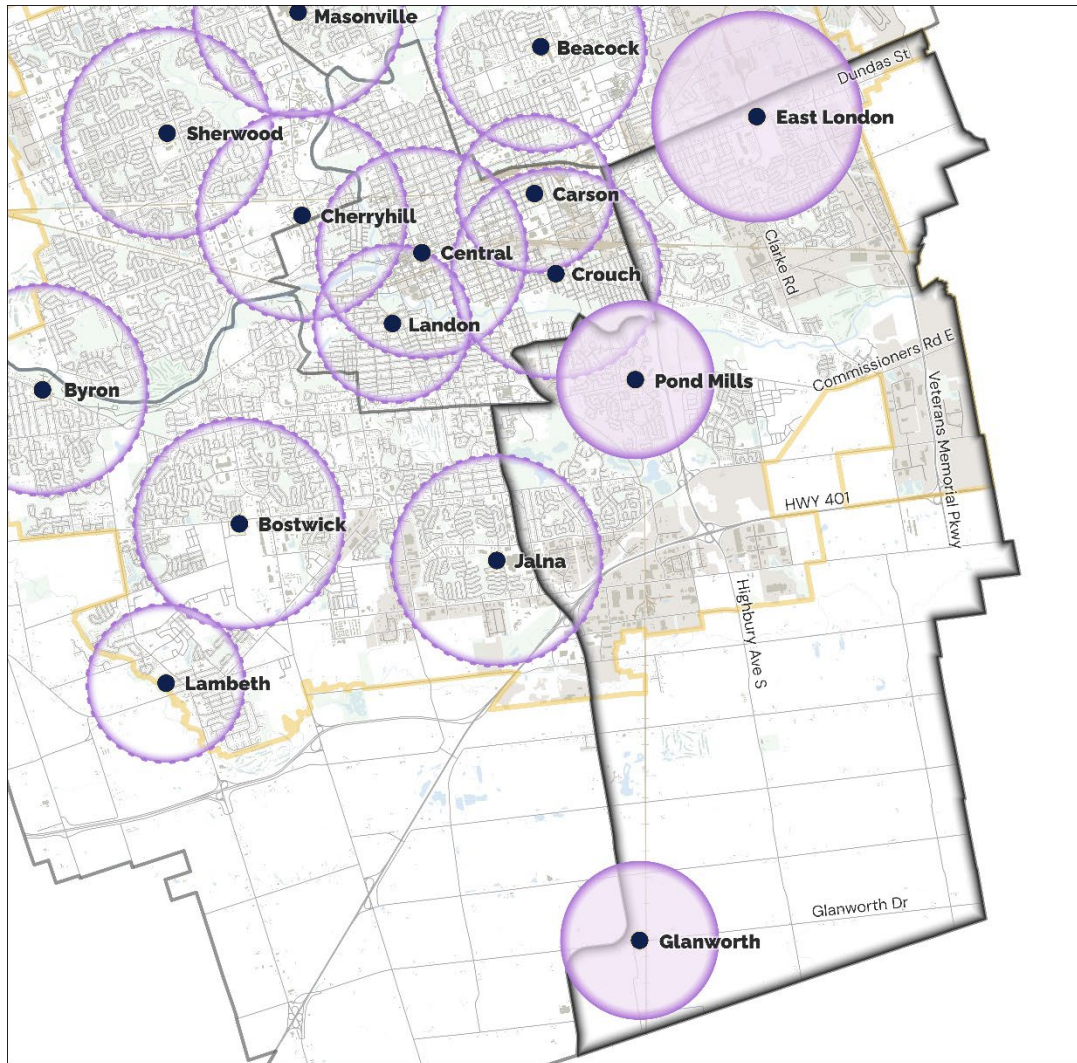 Masonville
Beacock
Dundas St
East London
Sherwood
Carson
Cherryhill
Central
Clarke Rd
Crouch
Landon
Commissioners Rd E
Pond Mills
Byron
Veterans Memorial Pkwy
HWY 401
Bostwick
Jalna
Highbury Ave S
Lambeth
Glanworth Dr
Glanworth